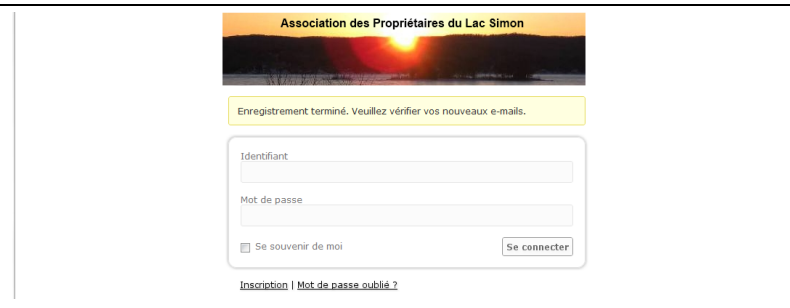 Association des Propriétaires du Lac Simon
Enregistrement terminé. Veuillez vérifier vos nouveaux e-mails.
Identifiant
Mot de passe
Se souvenir de moi
Se connecter
Inscription | Mot de passe oublié ?